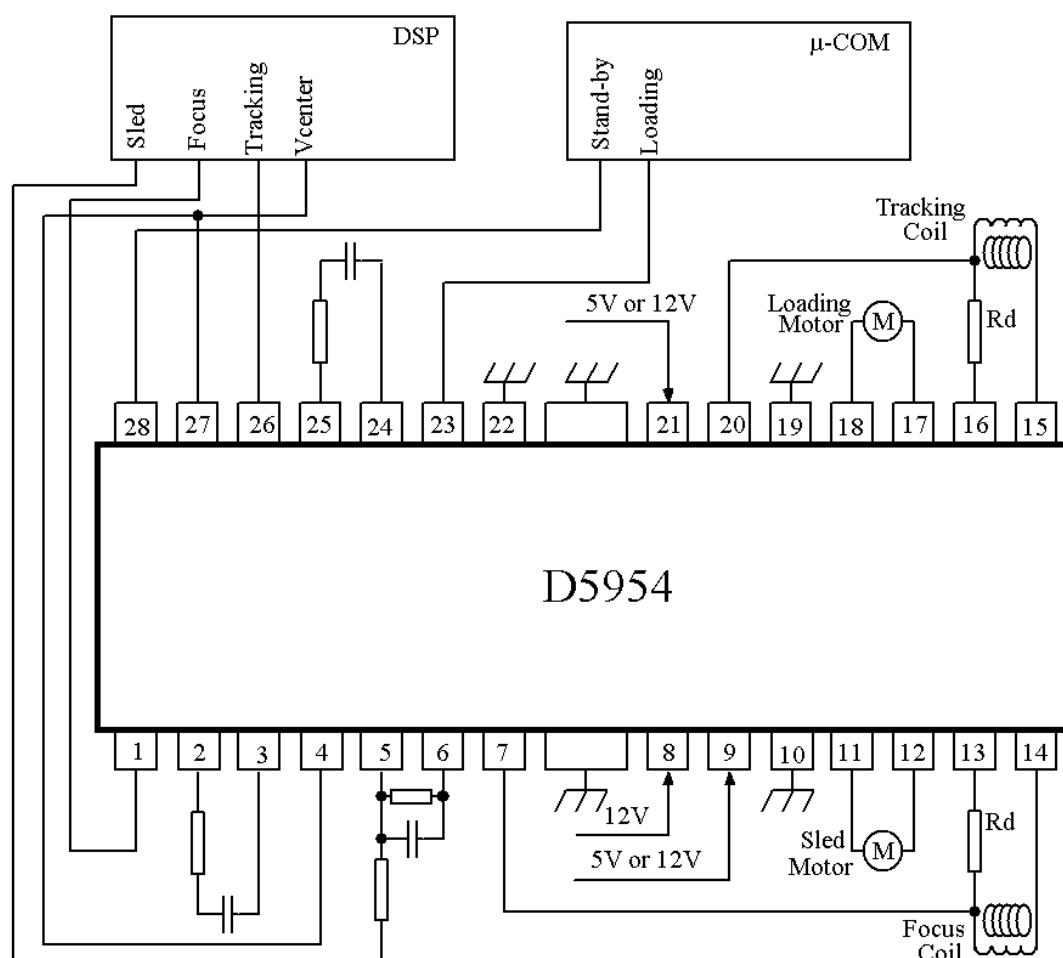 DSP
Sled
Focus
Tracking
Vcenter
μ-COM
Stand-by
Loading
Tracking
Coil
5V or 12V
Loading
Motor
M
Rd
28
27
26
25
24
23
22
21
20
19
18
17
16
15
D5954
1
2
3
4
5
6
7
8
9
10
11
12
13
14
12V
5V or 12V
Sled
Motor
M
Rd
Focus
Coil